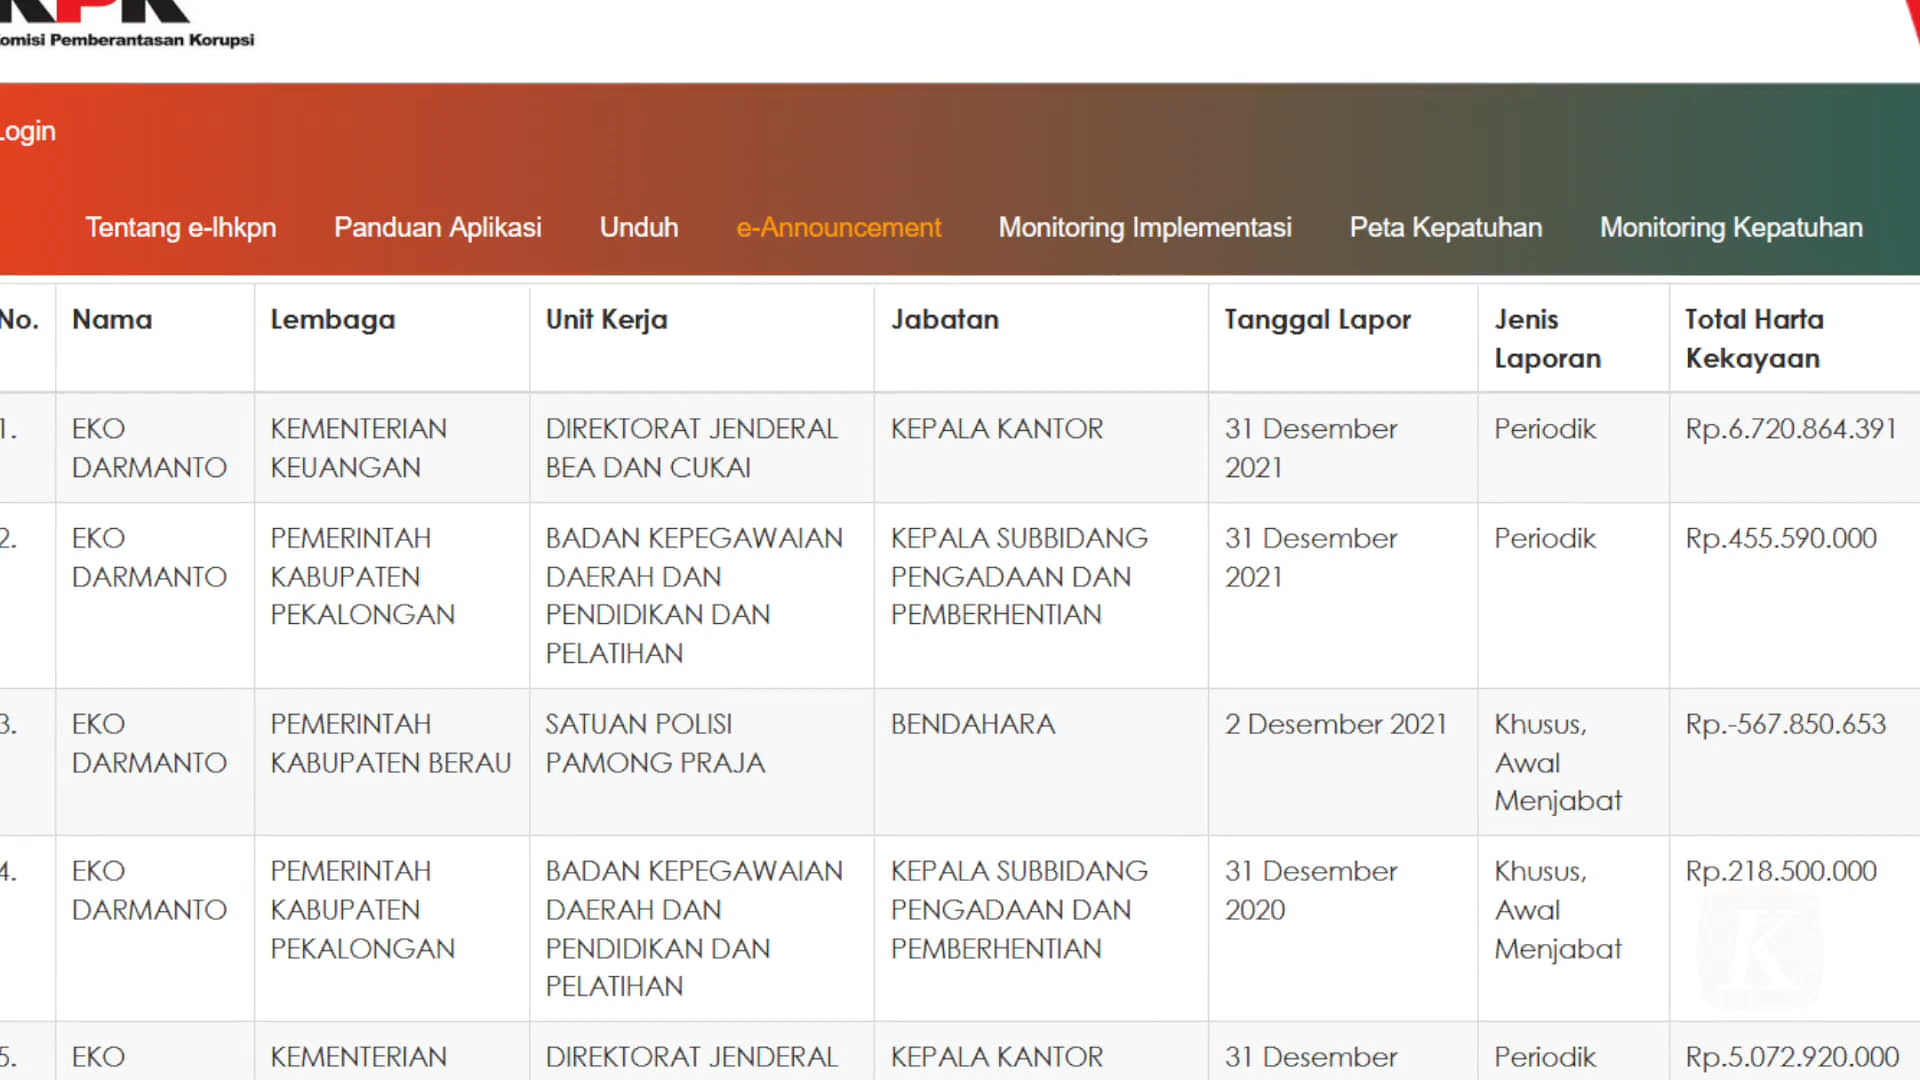 KPK
omisi Pemberantasan Korupsi
Login
Tentang e-lhkpn Panduan Aplikasi Unduh e-Announcement Monitoring Implementasi Peta Kepatuhan Monitoring Kepatuhan
No. Nama Lembaga Unit Kerja Jabatan Tanggal Lapor Jenis Laporan Total Harta Kekayaan
1. EKO DARMANTO KEMENTERIAN KEUANGAN DIREKTORAT JENDERAL BEA DAN CUKAI KEPALA KANTOR 31 Desember 2021 Periodik Rp.6.720.864.391
2. EKO DARMANTO PEMERINTAH KABUPATEN PEKALONGAN BADAN KEPEGAWAIAN DAERAH DAN PENDIDIKAN DAN PELATIHAN KEPALA SUBBIDANG PENGADAAN DAN PEMBERHENTIAN 31 Desember 2021 Periodik Rp.455.590.000
3. EKO DARMANTO PEMERINTAH KABUPATEN BERAU SATUAN POLISI PAMONG PRAJA BENDAHARA 2 Desember 2021 Khusus, Awal Menjabat Rp.-567.850.653
4. EKO DARMANTO PEMERINTAH KABUPATEN PEKALONGAN BADAN KEPEGAWAIAN DAERAH DAN PENDIDIKAN DAN PELATIHAN KEPALA SUBBIDANG PENGADAAN DAN PEMBERHENTIAN 31 Desember 2020 Khusus, Awal Menjabat Rp.218.500.000
K
5. EKO KEMENTERIAN DIREKTORAT JENDERAL KEPALA KANTOR 31 Desember Periodik Rp.5.072.920.000